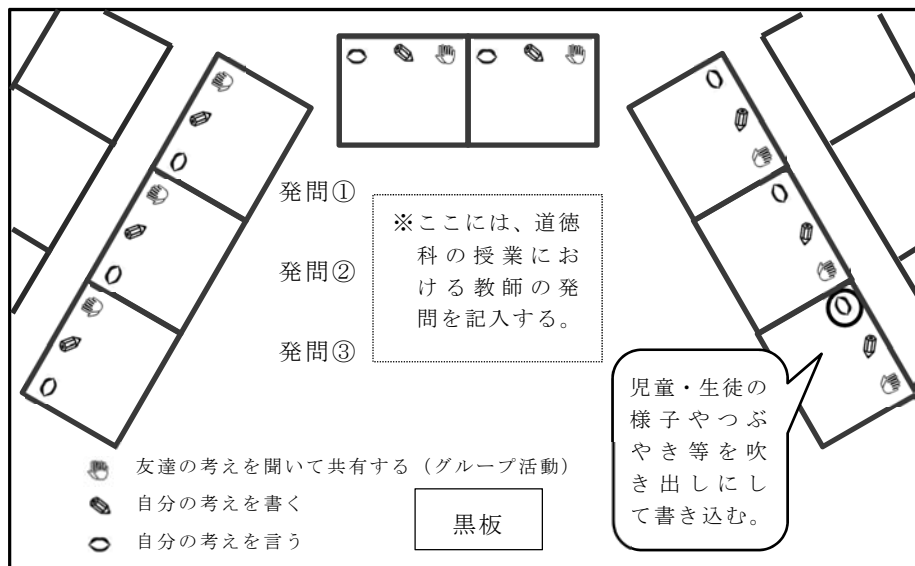 発問①
発問②
発問③
※ここには、道徳
科の授業にお
ける教師の発
問を記入する。
児童・生徒の
様子やつぶ
やき等を吹
き出しにし
て書き込む。
友達の考えを聞いて共有する（グループ活動）
自分の考えを書く
自分の考えを言う
黒板